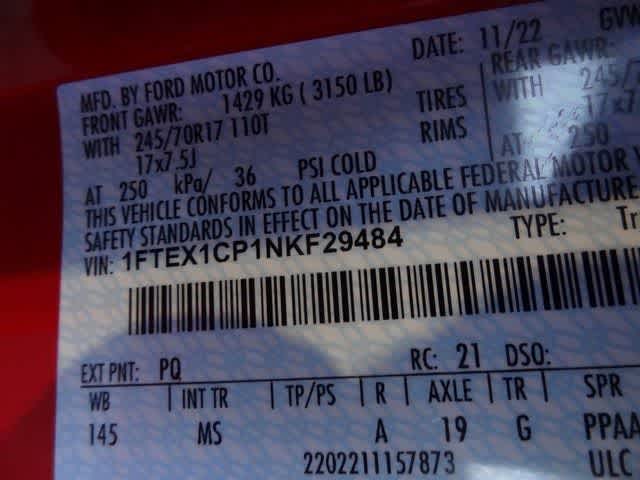 MFD. BY FORD MOTOR CO.
DATE: 11/22
GVW
FRONT GAWR: 1429 KG ( 3150 LB)
REAR GAWR:
WITH 245/70R17 110T TIRES
WITH 245/7
17x7.5J RIMS
17x7
AT 250 kPa/ 36 PSI COLD
AT 250
THIS VEHICLE CONFORMS TO ALL APPLICABLE FEDERAL MOTOR V
SAFETY STANDARDS IN EFFECT ON THE DATE OF MANUFACTURE
VIN: 1FTEX1CP1NKF29484
TYPE: Tr
EXT PNT: PQ RC: 21 DSO:
WB | INT TR | TP/PS | R | AXLE | TR | SPR
145 MS A 19 G PPAA
2202211157873 ULC